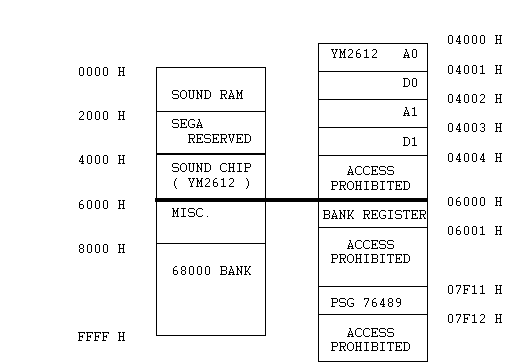 0000 H
SOUND RAM
2000 H
SEGA
RESERVED
4000 H
SOUND CHIP
( YM2612 )
6000 H
MISC.
8000 H
68000 BANK
FFFF H
04000 H
YM2612 A0
04001 H
D0
04002 H
A1
04003 H
D1
04004 H
ACCESS
PROHIBITED
06000 H
BANK REGISTER
06001 H
ACCESS
PROHIBITED
07F11 H
PSG 76489
07F12 H
ACCESS
PROHIBITED